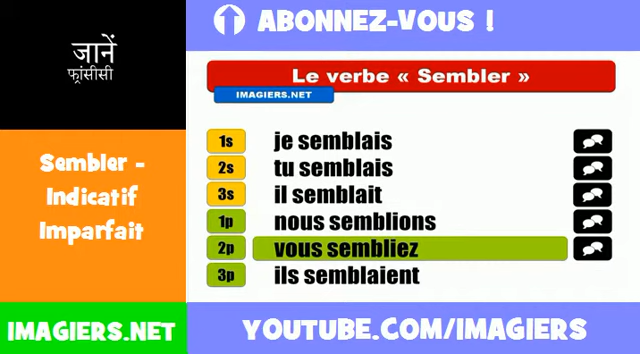 जानें
फ्रांसीसी
Sembler -
Indicatif
Imparfait
IMAGIERS.NET
ABONNEZ-VOUS !
Le verbe « Sembler »
IMAGIERS.NET
1s je semblais
2s tu semblais
3s il semblait
1p nous semblions
2p vous sembliez
3p ils semblaient
YOUTUBE.COM/IMAGIERS